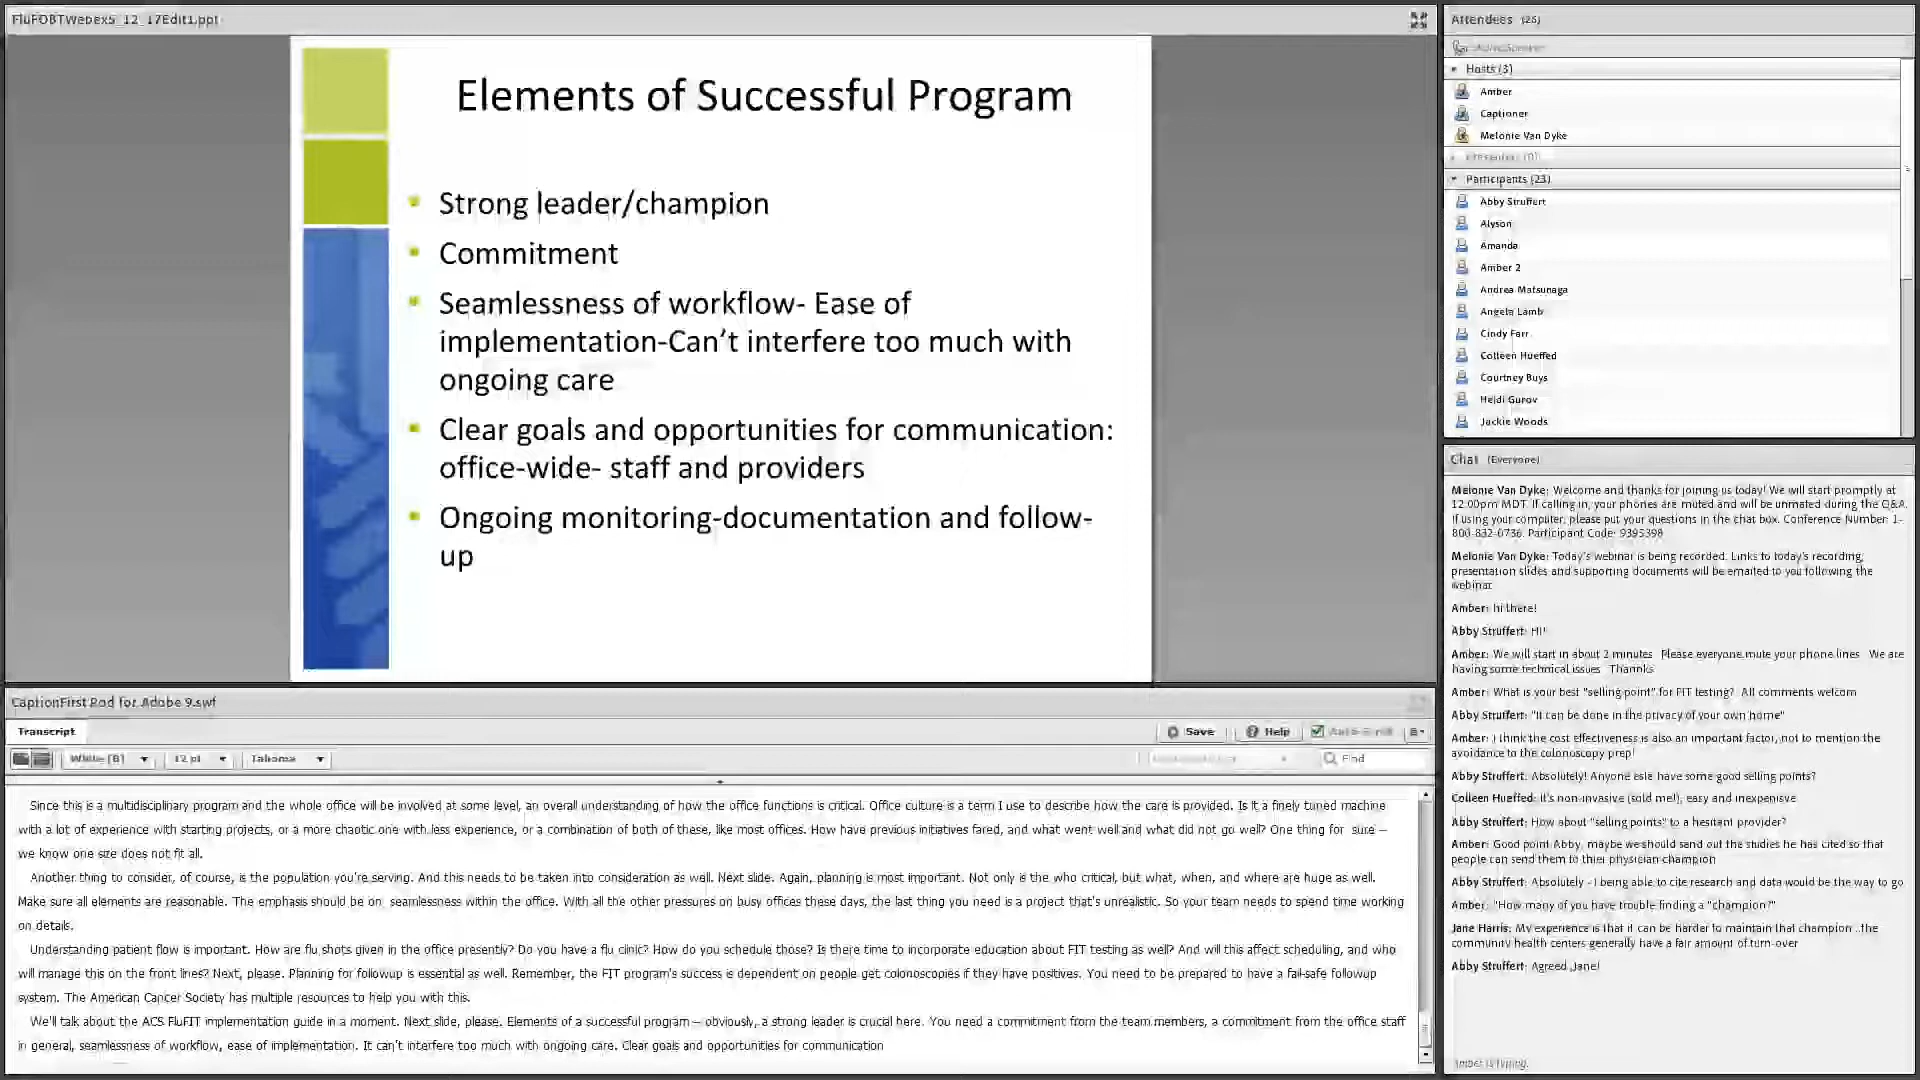 FluFOBTWebex5_12_17Edit1.ppt
Elements of Successful Program
Strong leader/champion
Commitment
Seamlessness of workflow- Ease of
implementation-Can't interfere too much with
ongoing care
Clear goals and opportunities for communication:
office-wide- staff and providers
Ongoing monitoring-documentation and follow-
up
CaptionFirst Pod for Adobe 9.swf
Transcript
Save
Help
Auto-Scroll
White [B]
12 pt
Tahoma
Find
Since this is a multidisciplinary program and the whole office will be involved at some level, an overall understanding of how the office functions is critical. Office culture is a term I use to describe how the care is provided. Is it a finely tuned machine
with a lot of experience with starting projects, or a more chaotic one with less experience, or a combination of both of these, like most offices. How have previous initiatives fared, and what went well and what did not go well? One thing for sure --
we know one size does not fit all.
Another thing to consider, of course, is the population you're serving. And this needs to be taken into consideration as well. Next slide. Again, planning is most important. Not only is the who critical, but what, when, and where are huge as well.
Make sure all elements are reasonable. The emphasis should be on seamlessness within the office. With all the other pressures on busy offices these days, the last thing you need is a project that's unrealistic. So your team needs to spend time working
on details.
Understanding patient flow is important. How are flu shots given in the office presently? Do you have a flu clinic? How do you schedule those? Is there time to incorporate education about FIT testing as well? And will this affect scheduling, and who
will manage this on the front lines? Next, please. Planning for followup is essential as well. Remember, the FIT program's success is dependent on people get colonoscopies if they have positives. You need to be prepared to have a fail-safe followup
system. The American Cancer Society has multiple resources to help you with this.
We'll talk about the ACS FluFIT implementation guide in a moment. Next slide, please. Elements of a successful program -- obviously, a strong leader is crucial here. You need a commitment from the team members, a commitment from the office staff
in general, seamlessness of workflow, ease of implementation. It can't interfere too much with ongoing care. Clear goals and opportunities for communication
Attendees (26)
Active Speaker
Hosts (3)
Amber
Captioner
Melonie Van Dyke
Presenters (0)
Participants (23)
Abby Struffert
Alyson
Amanda
Amber 2
Andrea Matsunaga
Angela Lamb
Cindy Farr
Colleen Hueffed
Courtney Buys
Heidi Gurov
Jackie Woods
Chat (Everyone)
Melonie Van Dyke: Welcome and thanks for joining us today! We will start promptly at
12:00pm MDT. If calling in, your phones are muted and will be unmated during the Q&A.
If using your computer, please put your questions in the chat box. Conference Number: 1-
800-832-0736. Participant Code: 9395398
Melonie Van Dyke: Today's webinar is being recorded. Links to today's recording,
presentation slides and supporting documents will be emailed to you following the
webinar.
Amber: hi there!
Abby Struffert: HI!
Amber: We will start in about 2 minutes Please everyone mute your phone lines We are
having some technical issues Thannks
Amber: What is your best "selling point" for FIT testing? All comments welcom
Abby Struffert: "It can be done in the privacy of your own home"
Amber: I think the cost effectiveness is also an important factor, not to mention the
avoidance to the colonoscopy prep!
Abby Struffert: Absolutely! Anyone esle have some good selling points?
Colleen Hueffed: It's non-invasive (sold me!), easy and inexpenisve
Abby Struffert: How about "selling points" to a hesitant provider?
Amber: Good point Abby, maybe we should send out the studies he has cited so that
people can send them to thier physician champion
Abby Struffert: Absolutely - I being able to cite research and data would be the way to go
Amber: "How many of you have trouble finding a "champion?"
Jane Harris: My experience is that it can be harder to maintain that champion ..the
community health centers generally have a fair amount of turn-over
Abby Struffert: Agreed Jane!
Amber is typing.